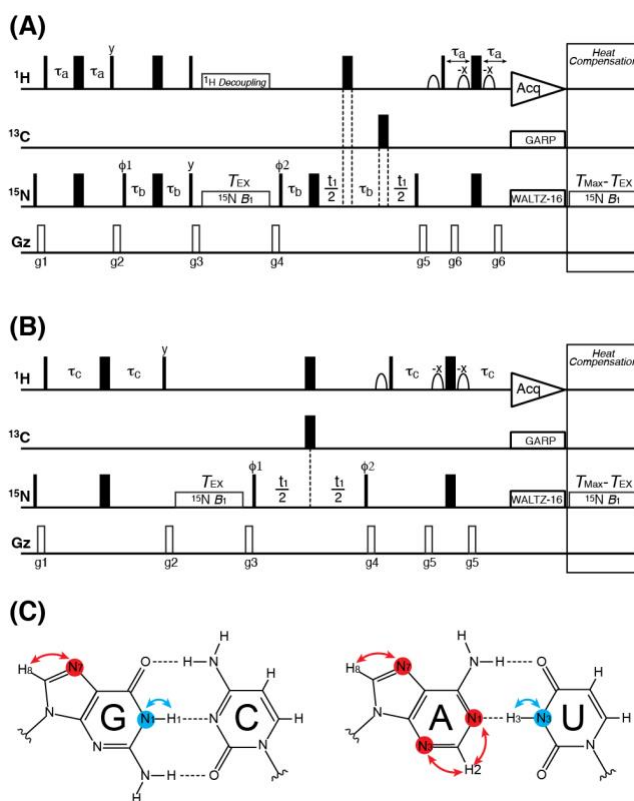 (A)
y
τa τa τa τa
-x -x
¹H ¹H Decoupling Acq Heat Compensation
¹³C GARP
ϕ1 y ϕ2
¹⁵N τb τb TEX ¹⁵N B₁ τb t₁/2 τb t₁/2 WALTZ-16 TMax- TEX ¹⁵N B₁
Gz
g1 g2 g3 g4 g5 g6 g6
(B)
y
¹H τc τc τc -x -x τc Acq Heat Compensation
¹³C GARP
ϕ1 ϕ2
¹⁵N TEX ¹⁵N B₁ t₁/2 t₁/2 WALTZ-16 TMax- TEX ¹⁵N B₁
Gz
g1 g2 g3 g4 g5 g5
(C)
H
H8 N7 O H N H H8 N7 N H O H
G N1 H1 N C H A N1 H3 N3 U H
N N N N N N3 N
N H O H2 O
H